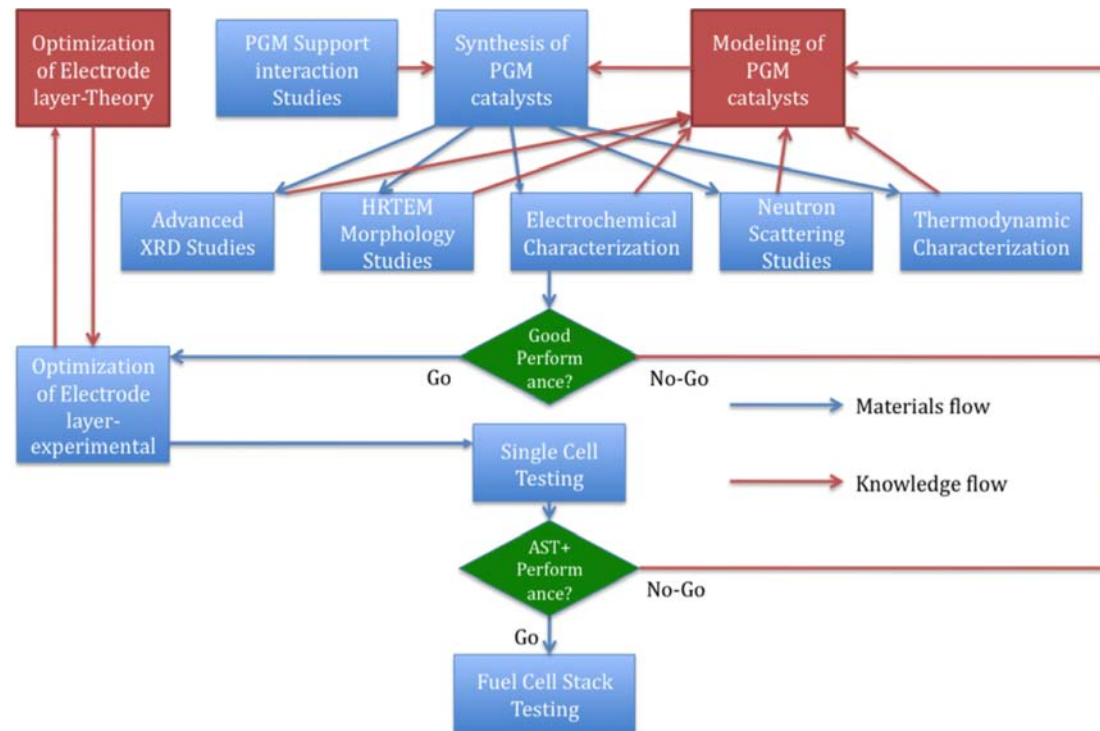 Optimization
of Electrode
layer-Theory
PGM Support
interaction
Studies
Synthesis of
PGM
catalysts
Modeling of
PGM
catalysts
Advanced
XRD Studies
HRTEM
Morphology
Studies
Electrochemical
Characterization
Neutron
Scattering
Studies
Thermodynamic
Characterization
Good
Perform
ance?
Go
No-Go
Optimization
of Electrode
layer-
experimental
Materials flow
Single Cell
Testing
Knowledge flow
AST+
Perform
ance?
No-Go
Go
Fuel Cell Stack
Testing